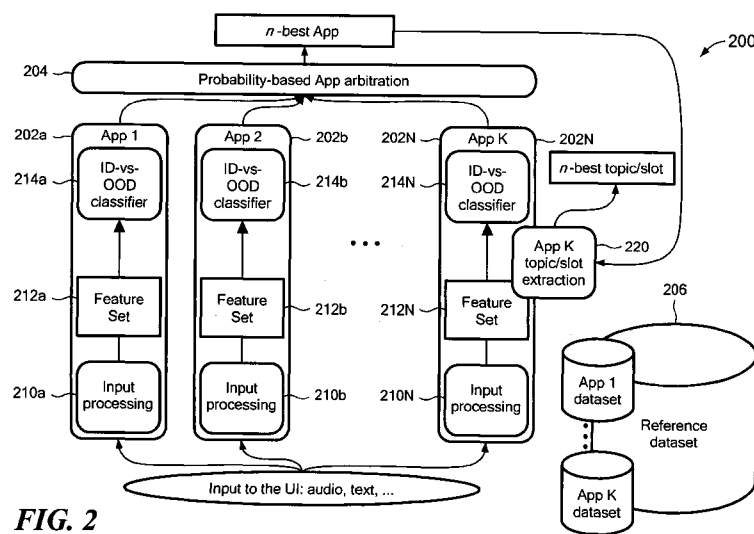 n-best App
200
204
Probability-based App arbitration
202a
App 1
App 2
202b
202N
App K
202N
214a
ID-vs-
OOD
classifier
ID-vs-
OOD
classifier
214b
214N
ID-vs-
OOD
classifier
n-best topic/slot
App K
topic/slot
extraction
220
212a
Feature
Set
Feature
Set
212b
212N
Feature
Set
206
210a
Input
processing
Input
processing
210b
210N
Input
processing
App 1
dataset
Reference
dataset
App K
dataset
Input to the UI: audio, text, ...
FIG. 2